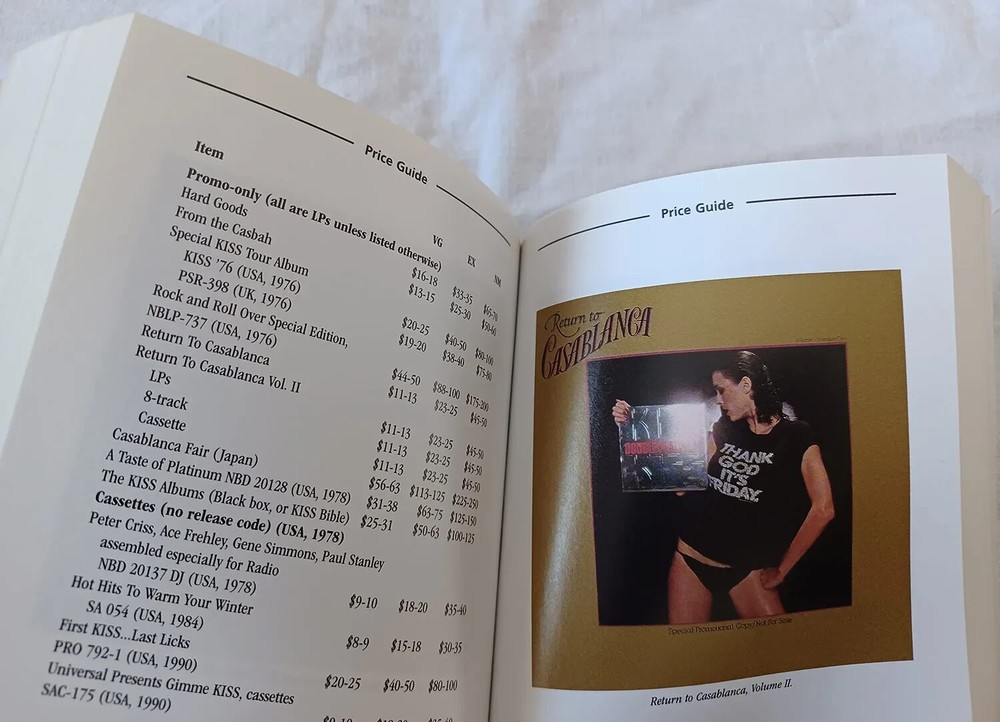 Price Guide
Item VG EX NM
Promo-only (all are LPs unless listed otherwise)
Hard Goods $16-18 $33-35 $65-70
From the Casbah $13-15 $25-30 $50-60
Special KISS Tour Album
KISS '76 (USA, 1976) $20-25 $40-50 $80-100
PSR-398 (UK, 1976) $19-20 $38-40 $75-80
Rock and Roll Over Special Edition,
NBLP-737 (USA, 1976) $44-50 $88-100 $175-200
Return To Casablanca $11-13 $23-25 $45-50
Return To Casablanca Vol. II
LPs $11-13 $23-25 $45-50
8-track $11-13 $23-25 $45-50
Cassette $11-13 $23-25 $45-50
Casablanca Fair (Japan) $56-63 $113-125 $225-250
A Taste of Platinum NBD 20128 (USA, 1978) $31-38 $63-75 $125-150
The KISS Albums (Black box, or KISS Bible) $25-31 $50-63 $100-125
Cassettes (no release code) (USA, 1978)
Peter Criss, Ace Frehley, Gene Simmons, Paul Stanley
assembled especially for Radio
NBD 20137 DJ (USA, 1978) $9-10 $18-20 $35-40
Hot Hits To Warm Your Winter
SA 054 (USA, 1984) $8-9 $15-18 $30-35
First KISS...Last Licks
PRO 792-1 (USA, 1990) $20-25 $40-50 $80-100
Universal Presents Gimme KISS, cassettes
SAC-175 (USA, 1990)
Price Guide
Return to
CASABLANCA
THANK
GOD
IT'S
FRIDAY
Special Promotional Copy/Not For Sale
Return to Casablanca, Volume II.